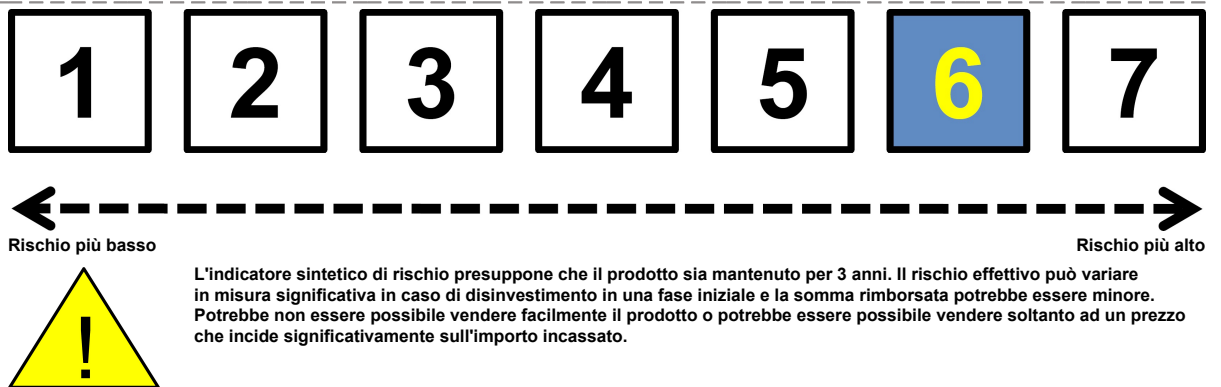 1 2 3 4 5 6 7
Rischio più basso Rischio più alto
!
L'indicatore sintetico di rischio presuppone che il prodotto sia mantenuto per 3 anni. Il rischio effettivo può variare
in misura significativa in caso di disinvestimento in una fase iniziale e la somma rimborsata potrebbe essere minore.
Potrebbe non essere possibile vendere facilmente il prodotto o potrebbe essere possibile vendere soltanto ad un prezzo
che incide significativamente sull'importo incassato.